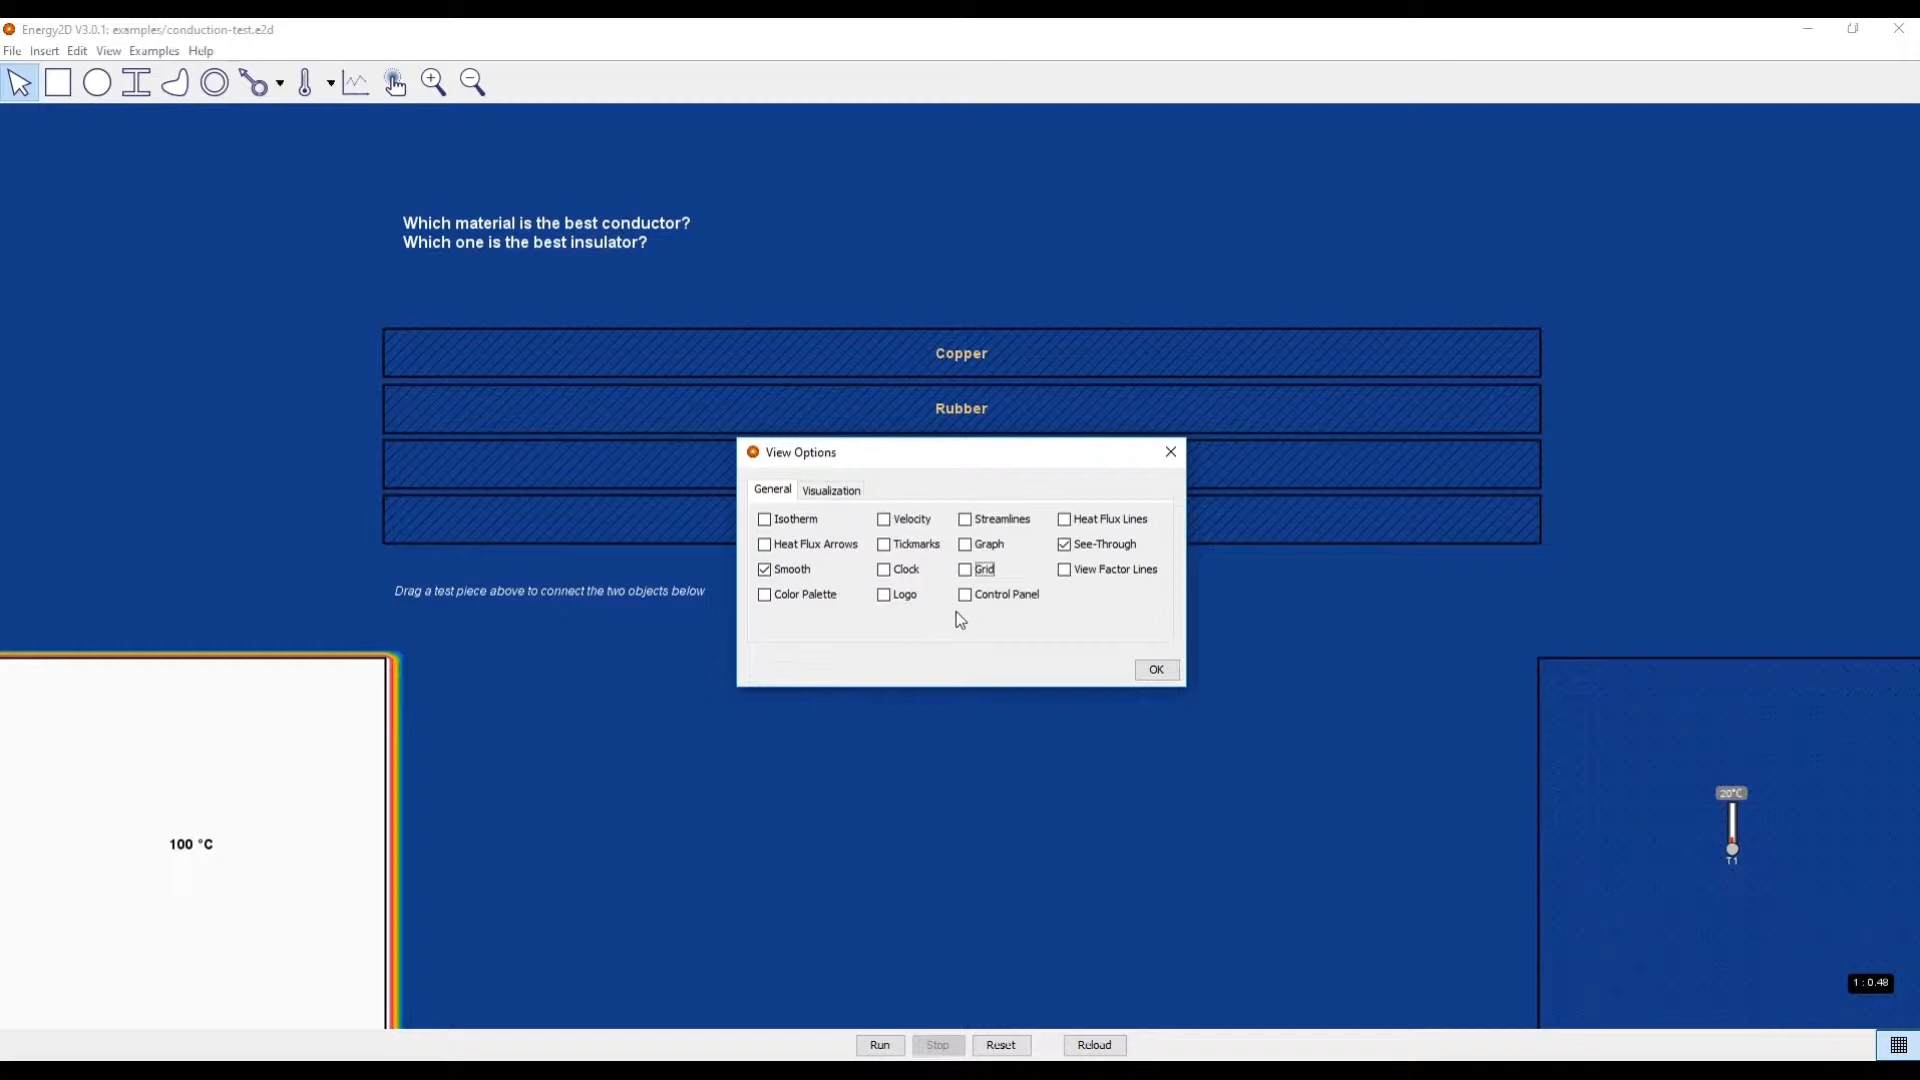 Energy2D V3.0.1: examples/conduction-test.e2d
File Insert Edit View Examples Help
Which material is the best conductor?
Which one is the best insulator?
Copper
Rubber
View Options
General Visualization
Isotherm Velocity Streamlines Heat Flux Lines
Heat Flux Arrows Tickmarks Graph See-Through
Smooth Clock Grid View Factor Lines
Color Palette Logo Control Panel
OK
Drag a test piece above to connect the two objects below
100 °C
20°C
T1
1 : 0.48
Run Stop Reset Reload